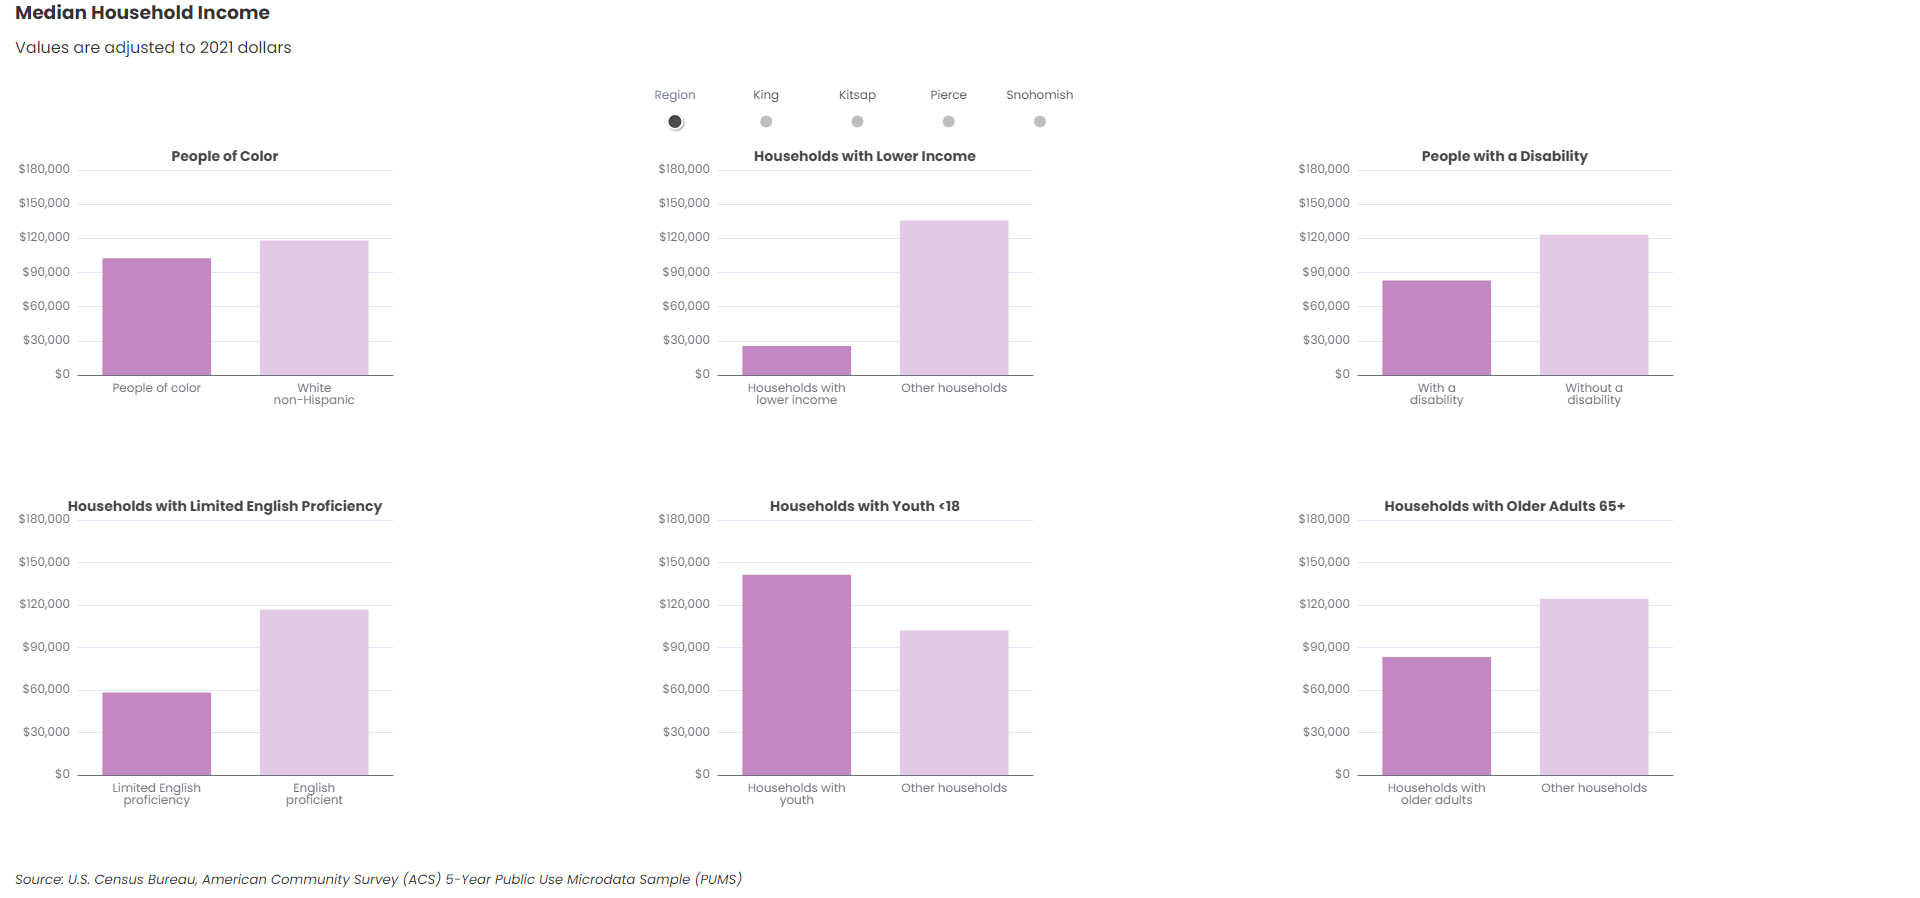 Median Household Income
Values are adjusted to 2021 dollars
Region King Kitsap Pierce Snohomish
People of Color
$180,000
$150,000
$120,000
$90,000
$60,000
$30,000
$0
People of color
White
non-Hispanic
Households with Lower Income
$180,000
$150,000
$120,000
$90,000
$60,000
$30,000
$0
Households with
lower income
Other households
People with a Disability
$180,000
$150,000
$120,000
$90,000
$60,000
$30,000
$0
With a
disability
Without a
disability
Households with Limited English Proficiency
$180,000
$150,000
$120,000
$90,000
$60,000
$30,000
$0
Limited English
proficiency
English
proficient
Households with Youth <18
$180,000
$150,000
$120,000
$90,000
$60,000
$30,000
$0
Households with
youth
Other households
Households with Older Adults 65+
$180,000
$150,000
$120,000
$90,000
$60,000
$30,000
$0
Households with
older adults
Other households
Source: U.S. Census Bureau, American Community Survey (ACS) 5-Year Public Use Microdata Sample (PUMS)